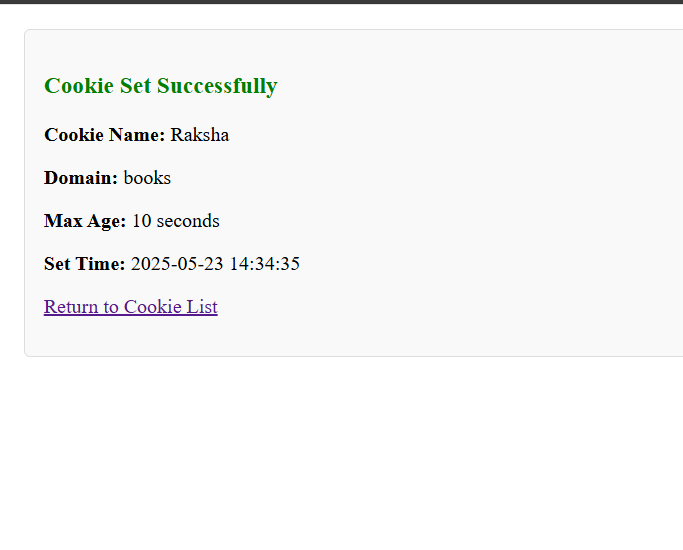 Cookie Set Successfully
Cookie Name: Raksha
Domain: books
Max Age: 10 seconds
Set Time: 2025-05-23 14:34:35
Return to Cookie List